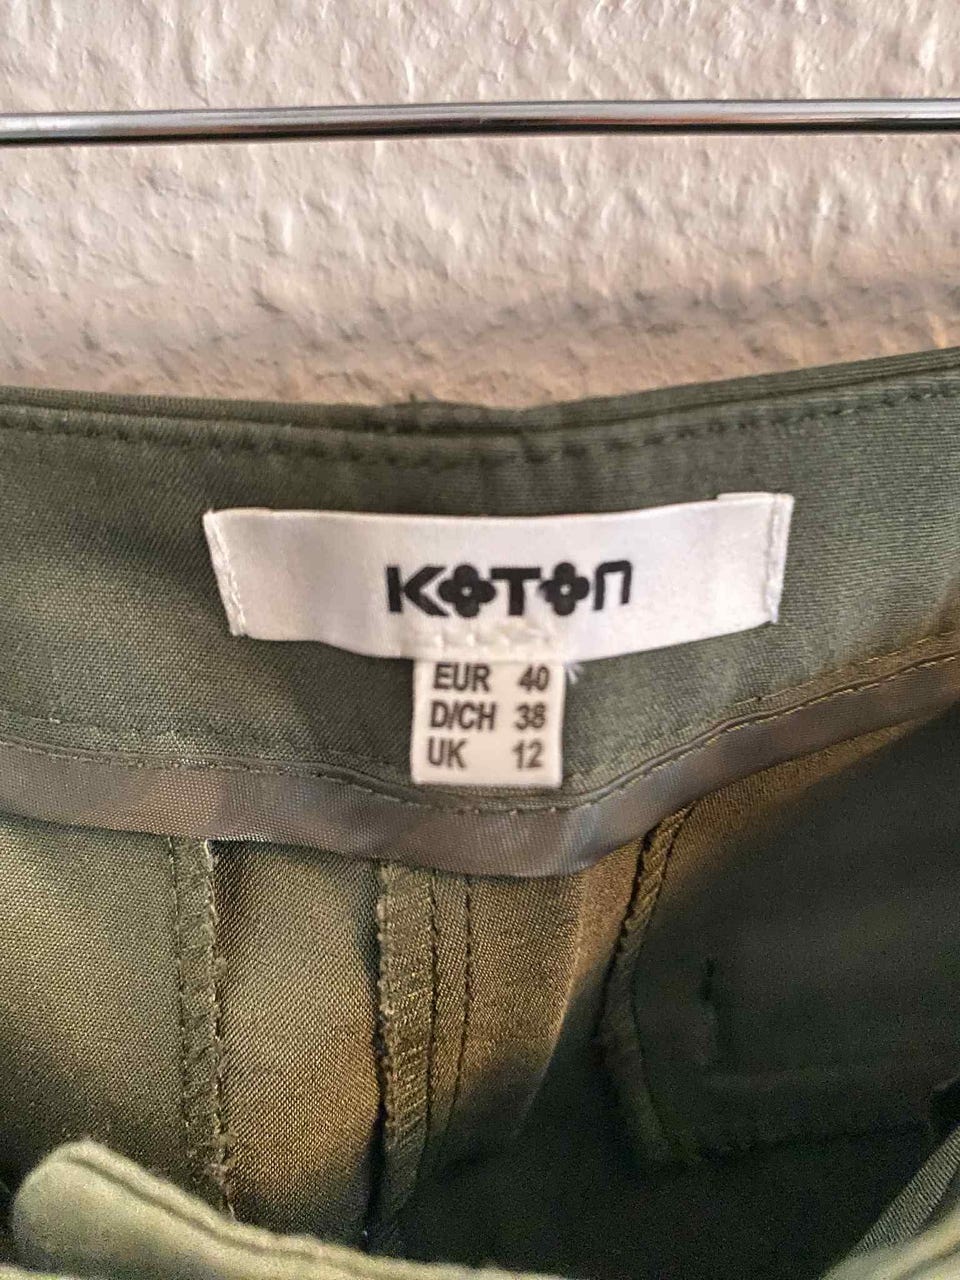 KOTON
EUR 40
D/CH 38
UK 12